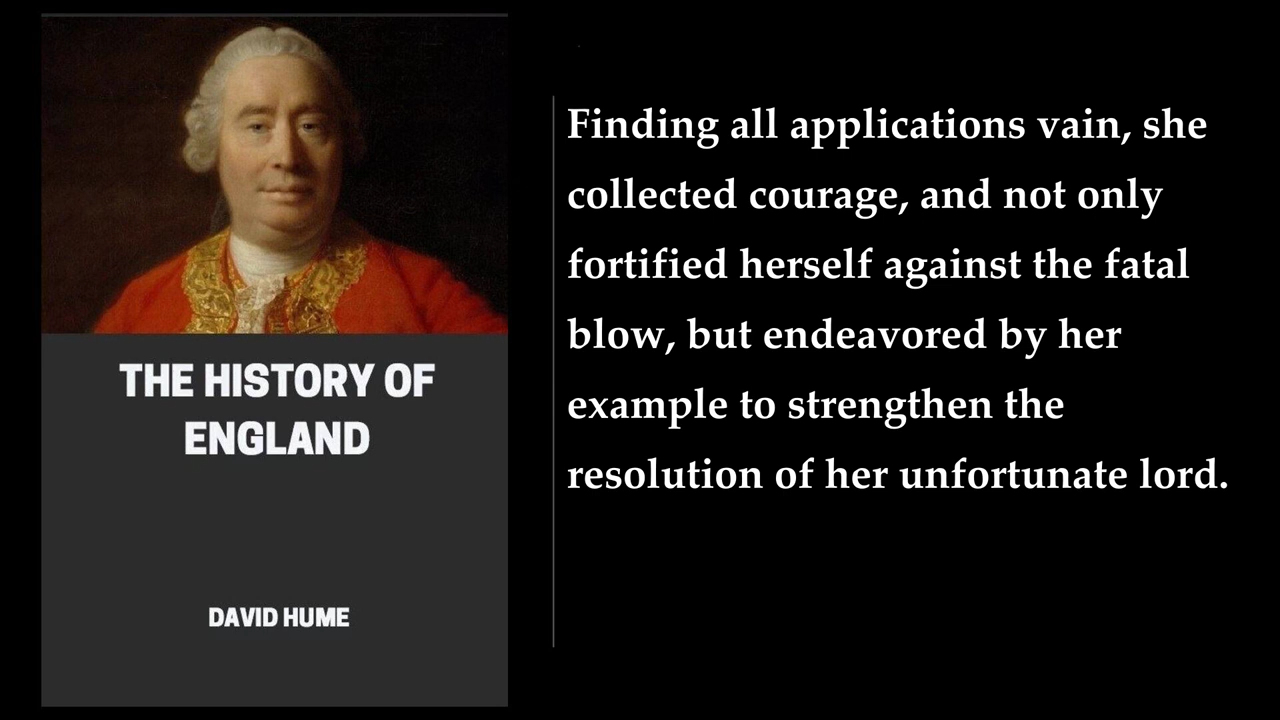 THE HISTORY OF
ENGLAND
DAVID HUME
Finding all applications vain, she
collected courage, and not only
fortified herself against the fatal
blow, but endeavored by her
example to strengthen the
resolution of her unfortunate lord.